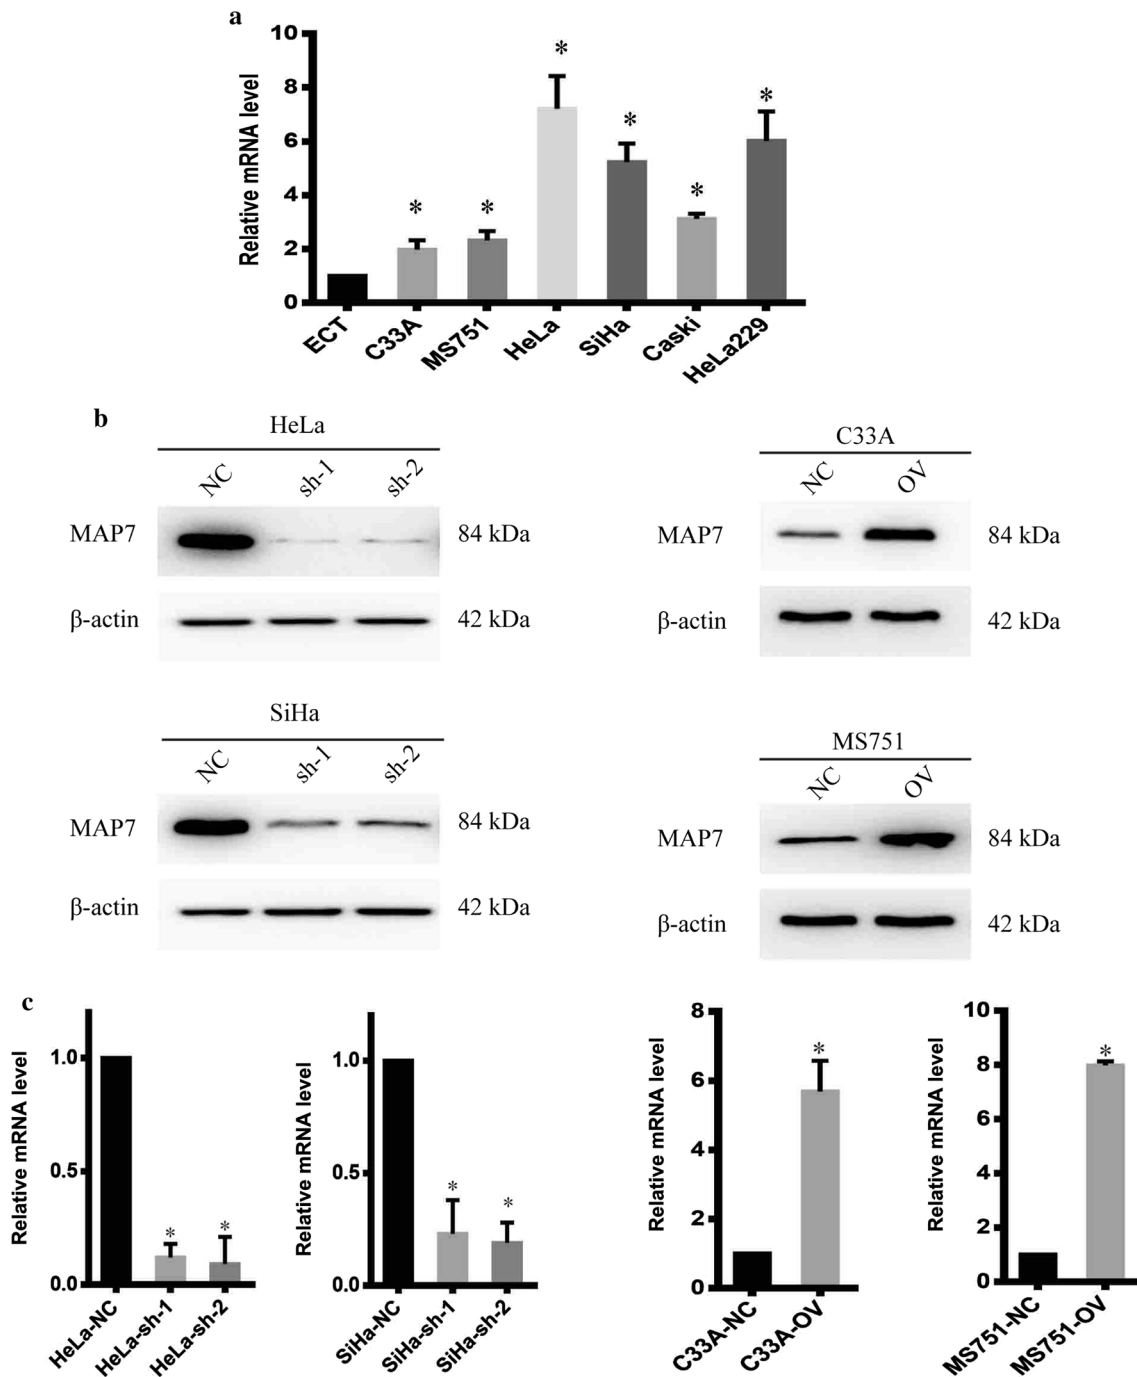 a
10
8
6
4
2
0
Relative mRNA level
* * * * * *
ECT C33A MS751 HeLa SiHa Caski HeLa229
b
HeLa
NC sh-1 sh-2
MAP7 84 kDa
β-actin 42 kDa
C33A
NC OV
MAP7 84 kDa
β-actin 42 kDa
SiHa
NC sh-1 sh-2
MAP7 84 kDa
β-actin 42 kDa
MS751
NC OV
MAP7 84 kDa
β-actin 42 kDa
c
Relative mRNA level
1.0
0.5
0.0
* *
HeLa-NC HeLa-sh-1 HeLa-sh-2
Relative mRNA level
1.0
0.5
0.0
* *
SiHa-NC SiHa-sh-1 SiHa-sh-2
Relative mRNA level
8
6
4
2
0
*
C33A-NC C33A-OV
Relative mRNA level
10
8
6
4
2
0
*
MS751-NC MS751-OV